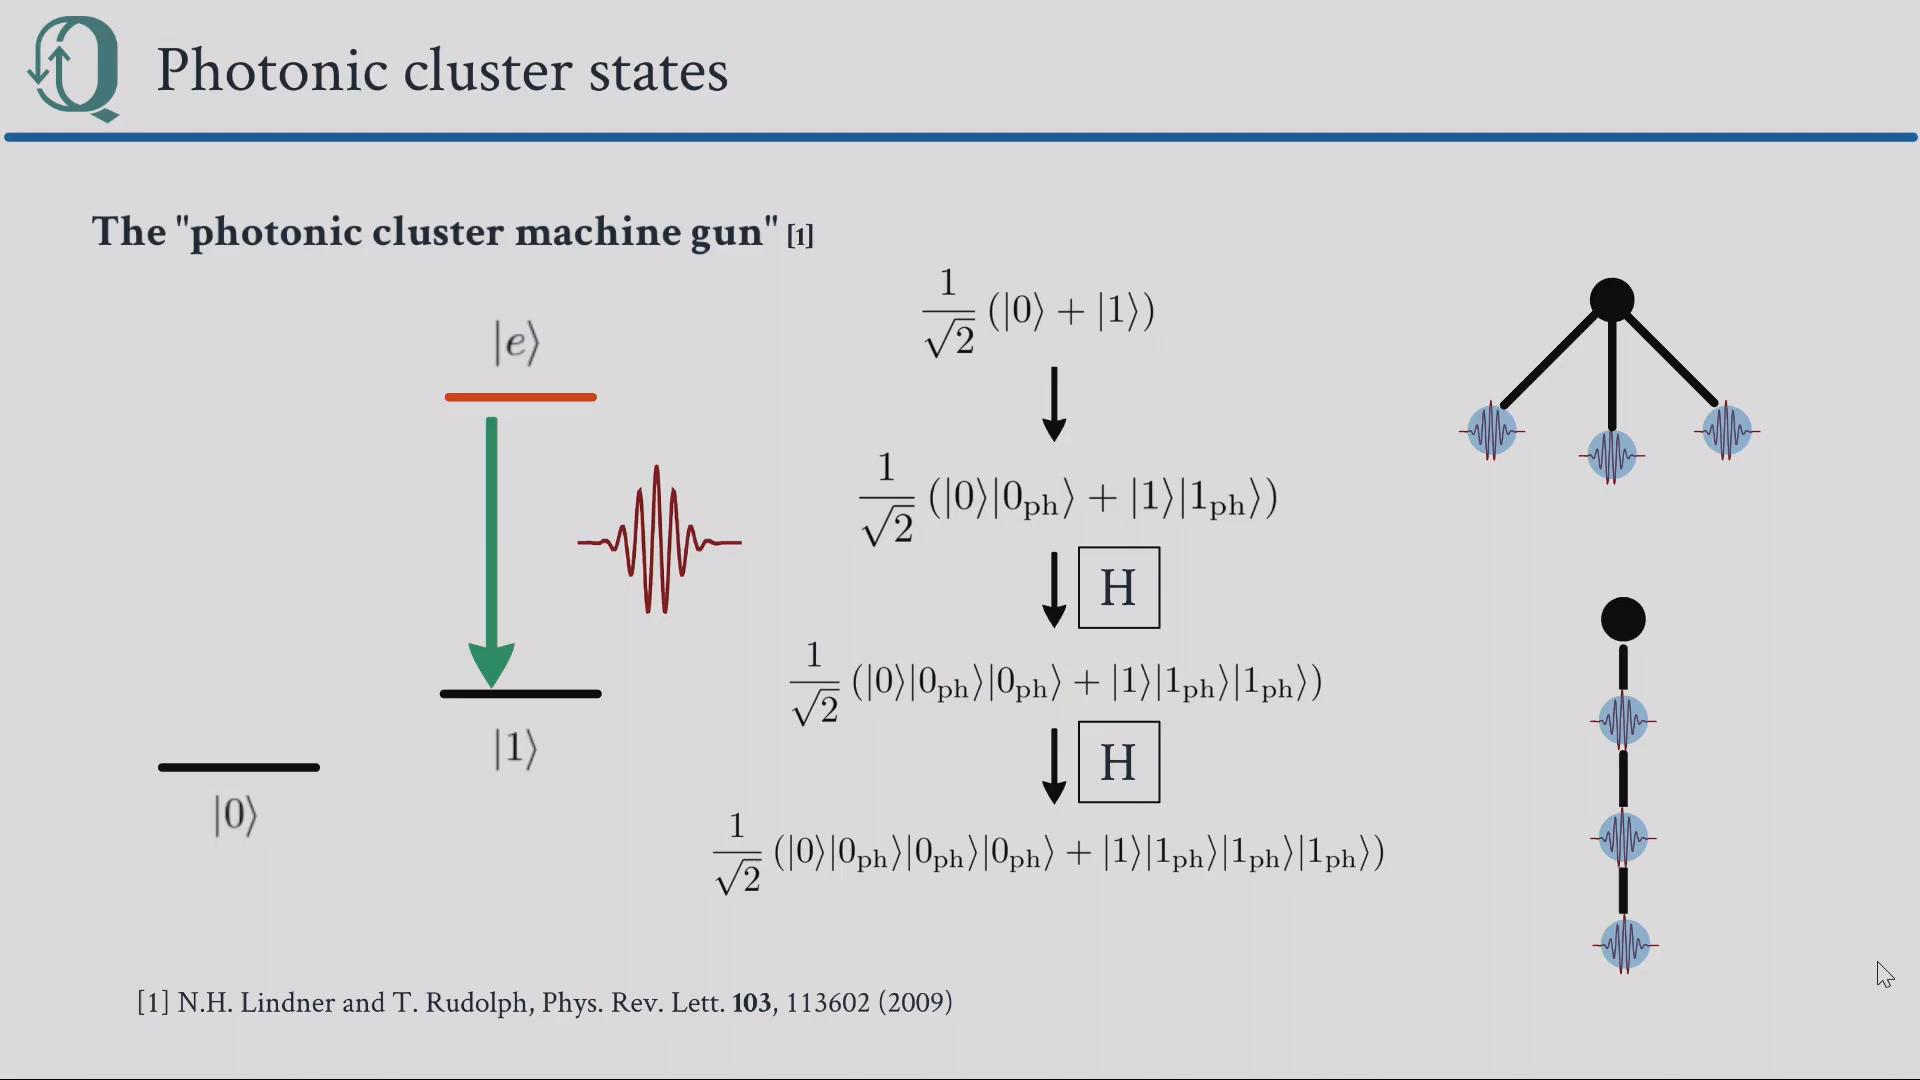 Photonic cluster states
The "photonic cluster machine gun" [1]
|e⟩
|1⟩
|0⟩
1/√2 (|0⟩ + |1⟩)
1/√2 (|0⟩|0ph⟩ + |1⟩|1ph⟩)
H
1/√2 (|0⟩|0ph⟩|0ph⟩ + |1⟩|1ph⟩|1ph⟩)
H
1/√2 (|0⟩|0ph⟩|0ph⟩|0ph⟩ + |1⟩|1ph⟩|1ph⟩|1ph⟩)
[1] N.H. Lindner and T. Rudolph, Phys. Rev. Lett. 103, 113602 (2009)